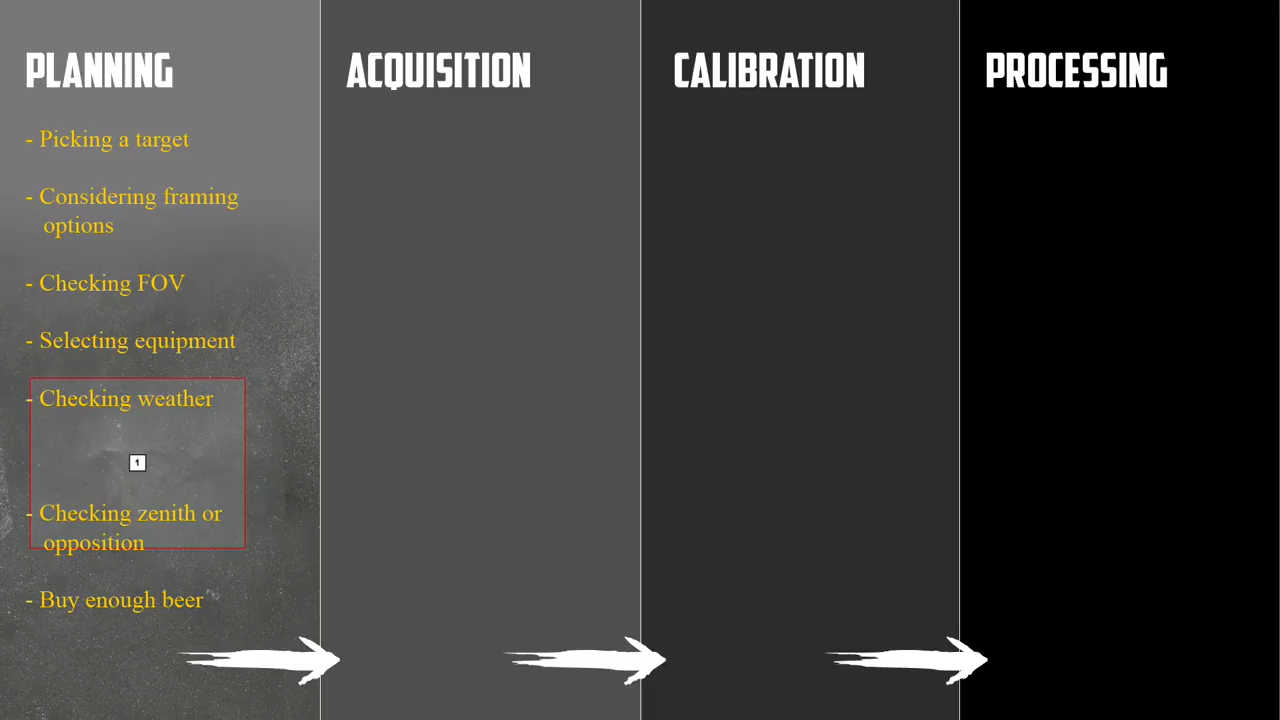 PLANNING
- Picking a target
- Considering framing
options
- Checking FOV
- Selecting equipment
- Checking weather
1
- Checking zenith or
opposition
- Buy enough beer
ACQUISITION
CALIBRATION
PROCESSING